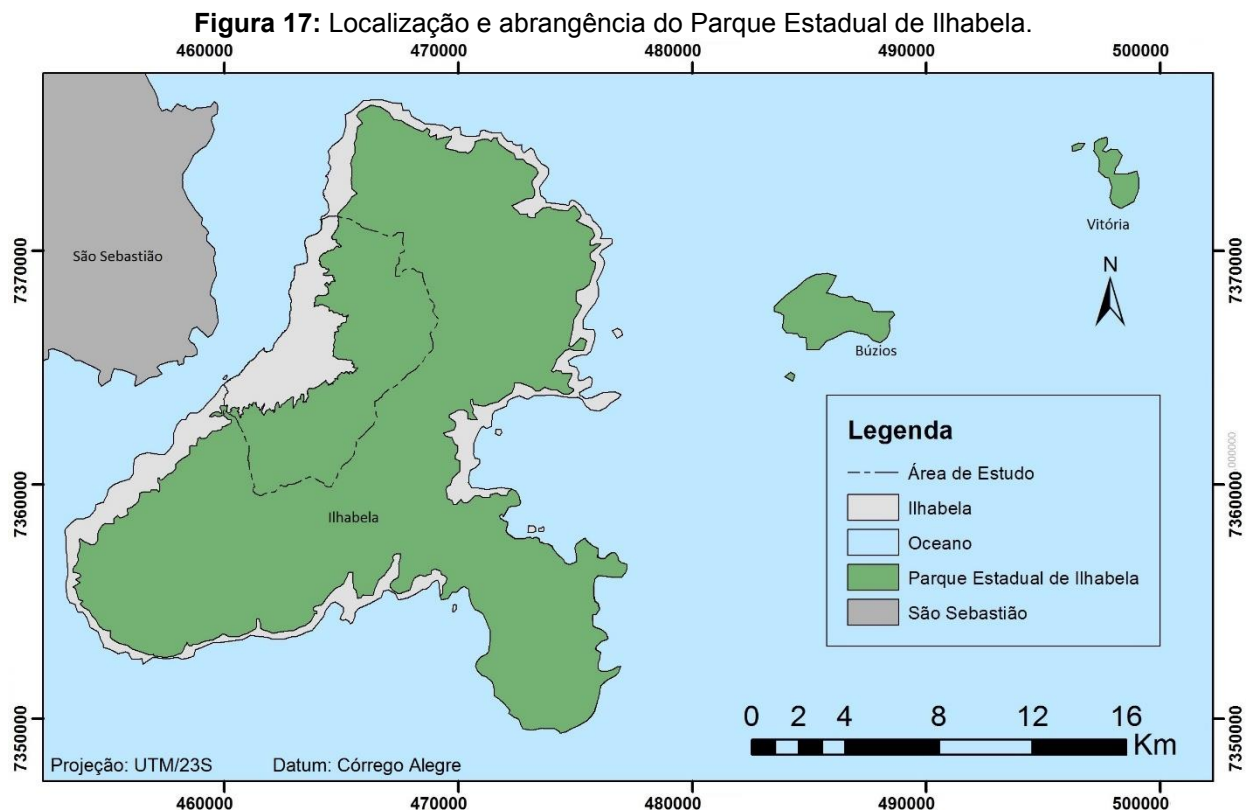 Figura 17: Localização e abrangência do Parque Estadual de Ilhabela.
460000 470000 480000 490000 500000
São Sebastião
Vitória
7370000
7370000
N
Búzios
Legenda
Área de Estudo
Ilhabela
Oceano
Parque Estadual de Ilhabela
São Sebastião
000000
7360000
7360000
Ilhabela
0 2 4 8 12 16
Km
7350000
7350000
Projeção: UTM/23S Datum: Córrego Alegre
460000 470000 480000 490000 500000